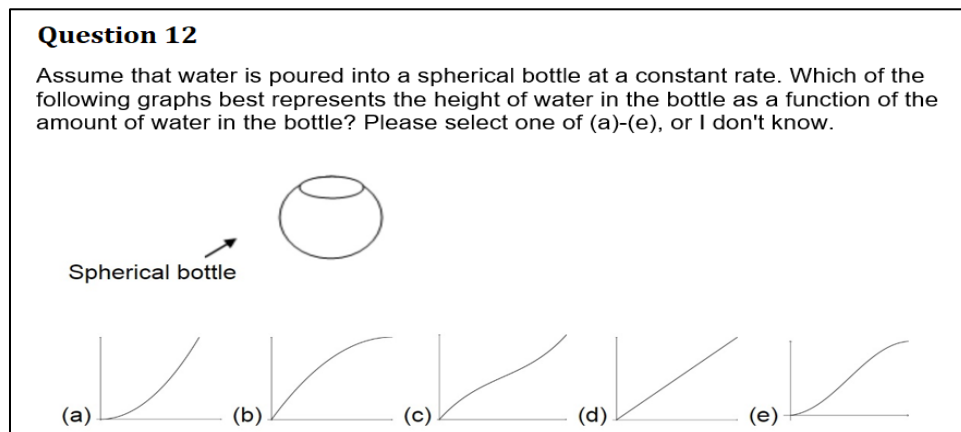 Question 12
Assume that water is poured into a spherical bottle at a constant rate. Which of the
following graphs best represents the height of water in the bottle as a function of the
amount of water in the bottle? Please select one of (a)-(e), or I don't know.
Spherical bottle
(a) (b) (c) (d) (e)